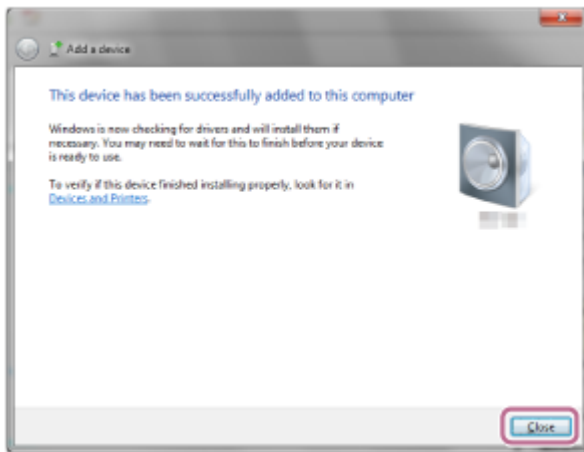 Add a device
This device has been successfully added to this computer
Windows is now checking for drivers and will install them if
necessary. You may need to wait for this to finish before your device
is ready to use.
To verify if this device finished installing properly, look for it in
Devices and Printers.
Close